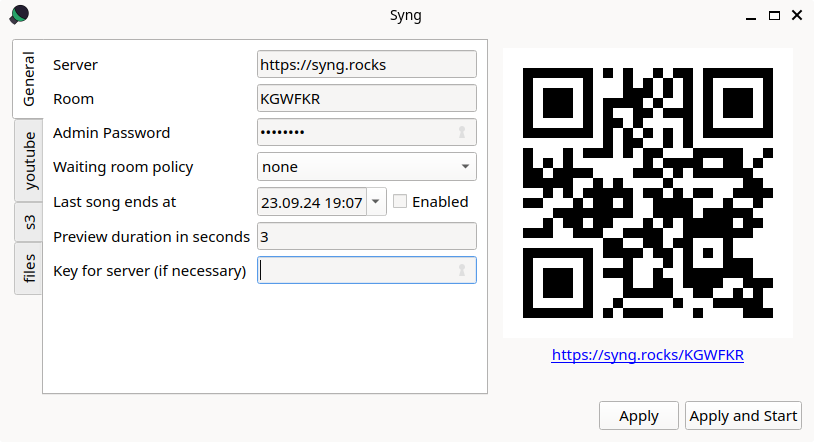 Syng
General
youtube
s3
files
Server
https://syng.rocks
Room
KGWFKR
Admin Password
••••••••
Waiting room policy
none
Last song ends at
23.09.24 19:07
Enabled
Preview duration in seconds
3
Key for server (if necessary)
https://syng.rocks/KGWFKR
Apply
Apply and Start